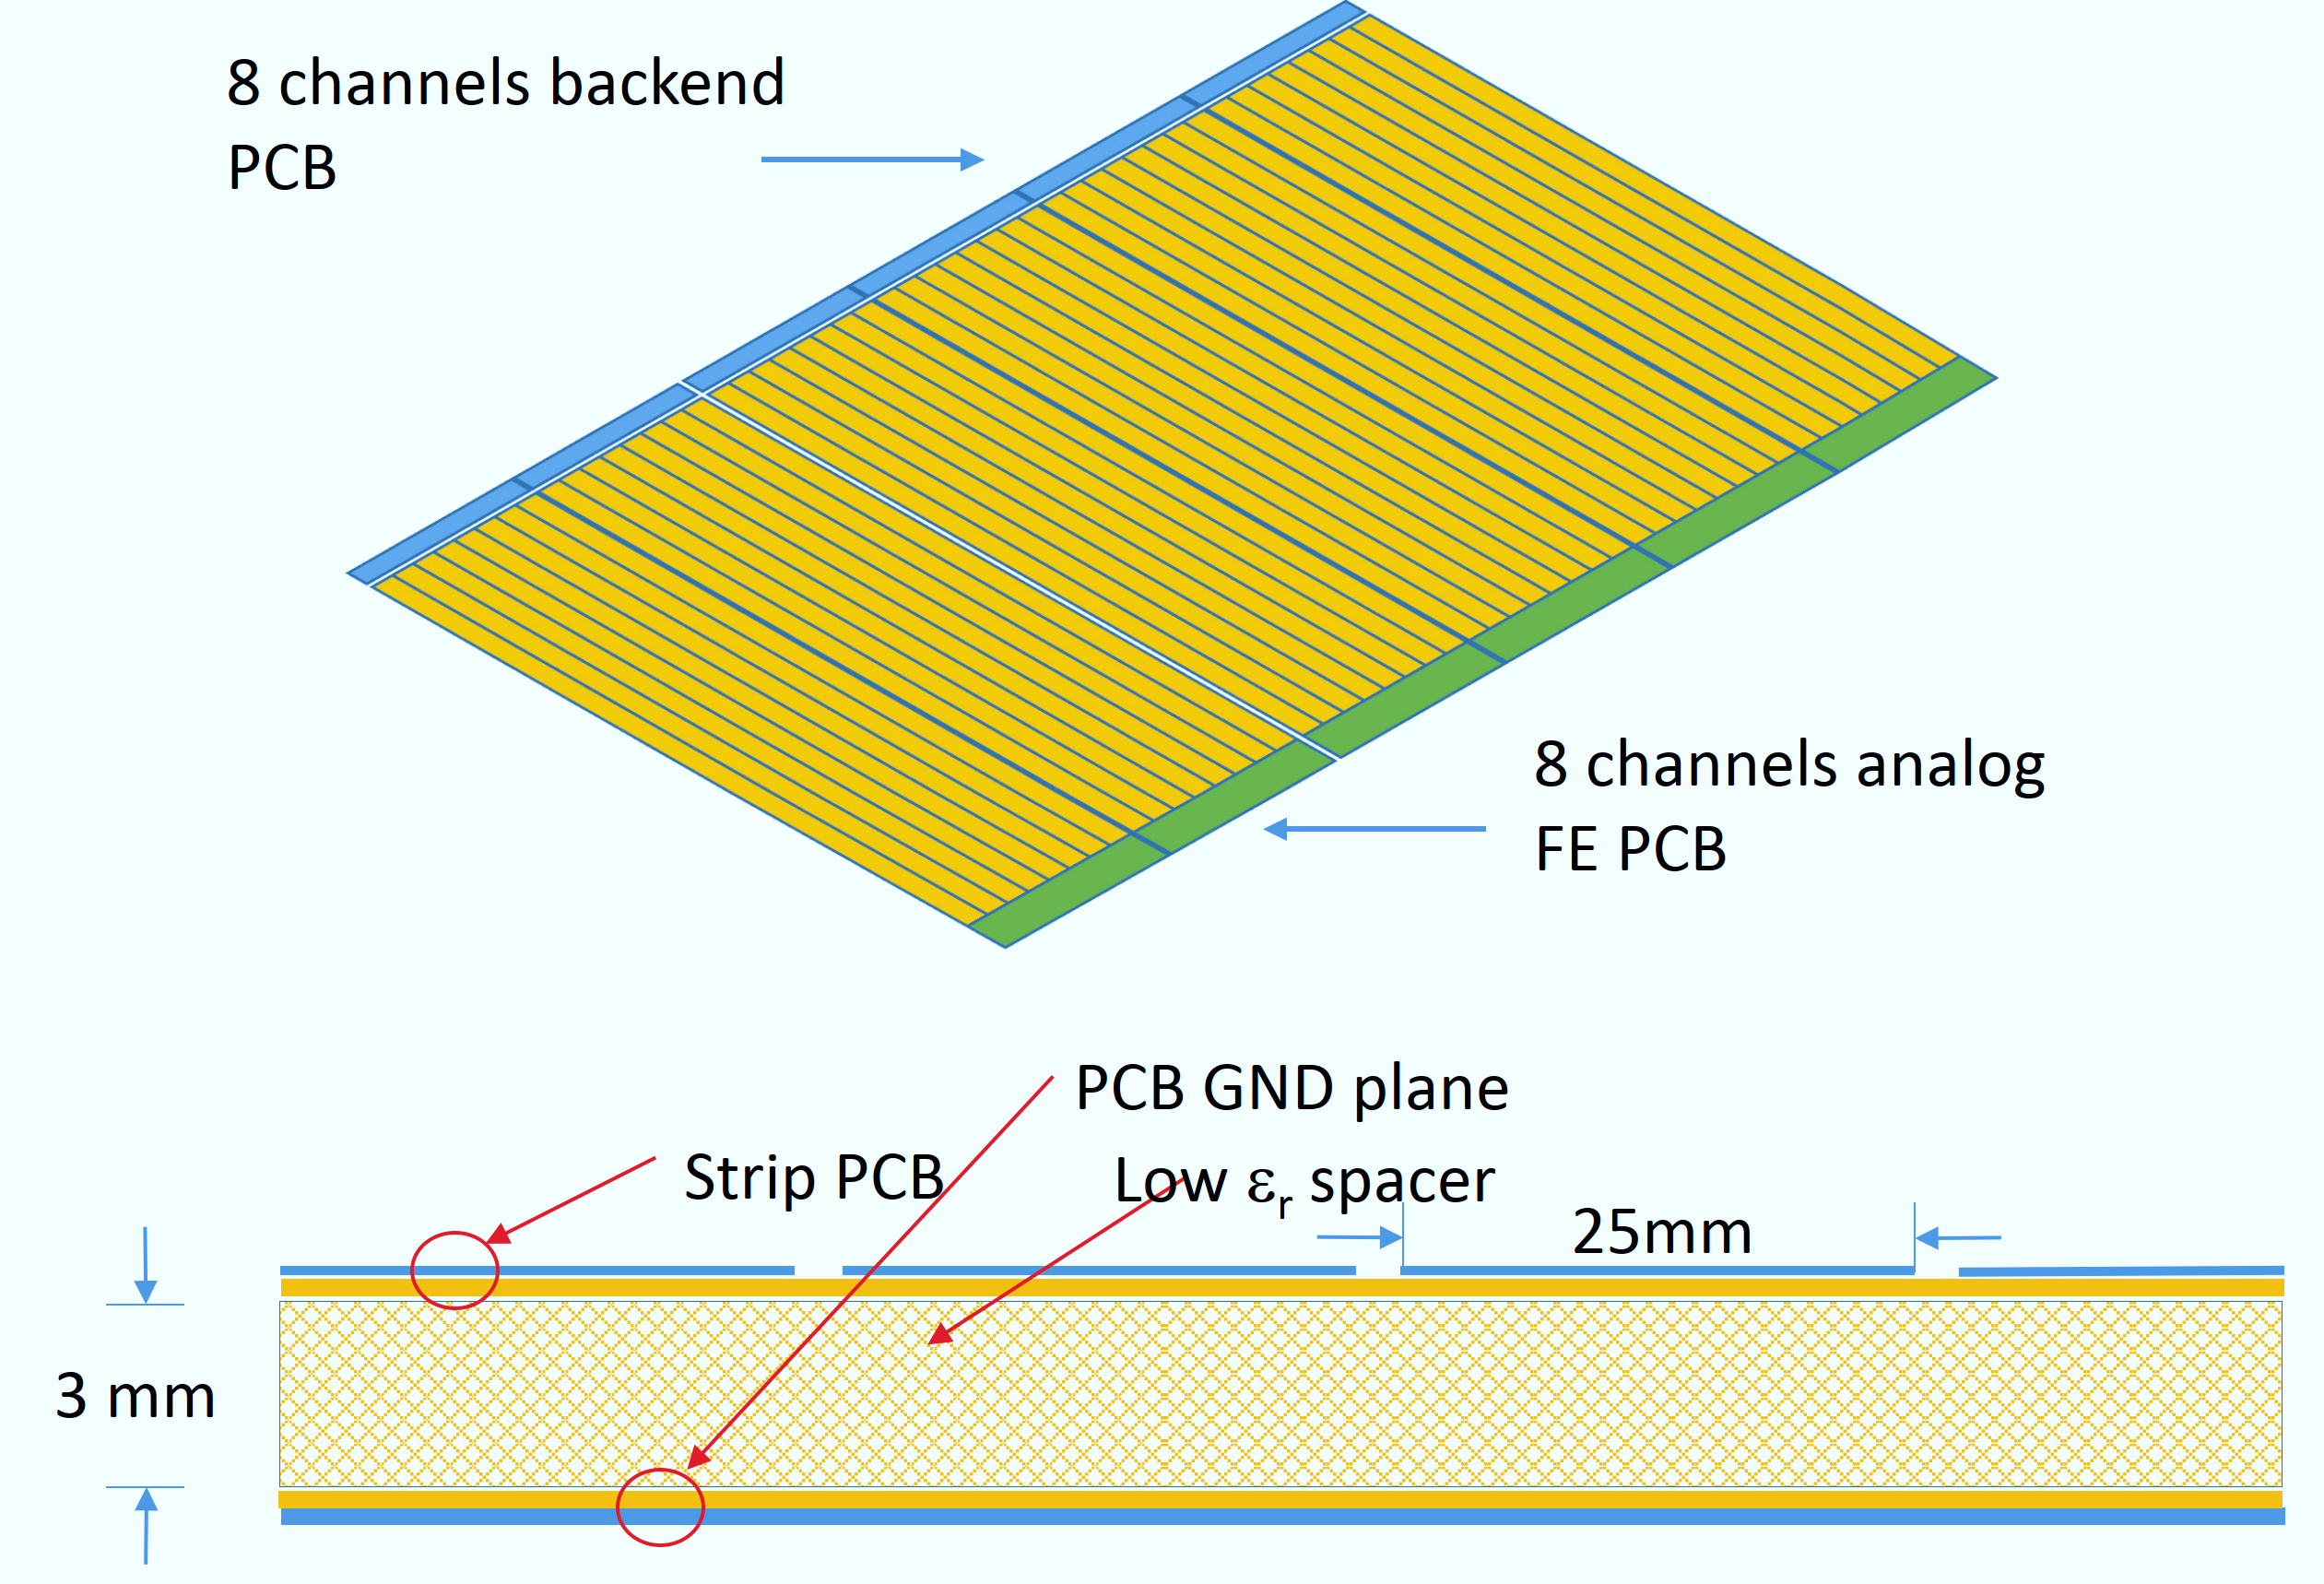 8 channels backend
PCB
8 channels analog
FE PCB
PCB GND plane
Strip PCB
Low εr spacer
25mm
3 mm